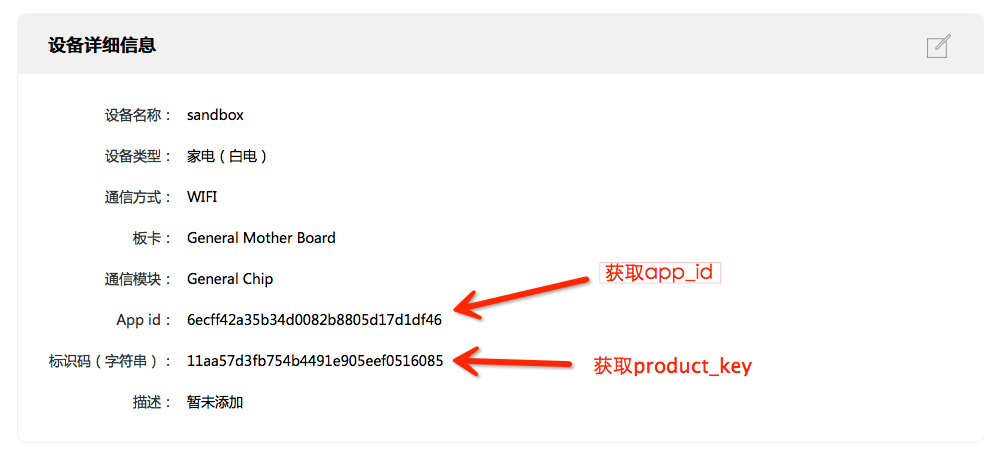 设备详细信息
设备名称： sandbox
设备类型： 家电（白电）
通信方式： WIFI
板卡： General Mother Board
通信模块： General Chip
获取app_id
App id： 6ecff42a35b34d0082b8805d17d1df46
标识码（字符串）： 11aa57d3fb754b4491e905eef0516085
获取product_key
描述： 暂未添加